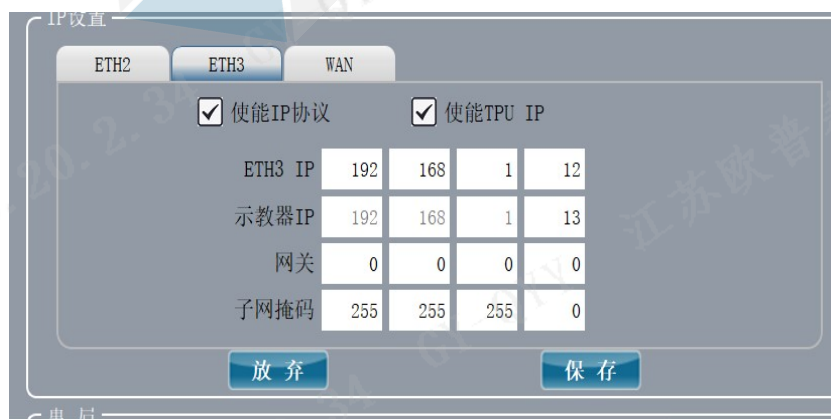 IP设置
ETH2 ETH3 WAN
使能IP协议 使能TPU IP
ETH3 IP 192 168 1 12
示教器IP 192 168 1 13
网关 0 0 0 0
子网掩码 255 255 255 0
放弃 保存